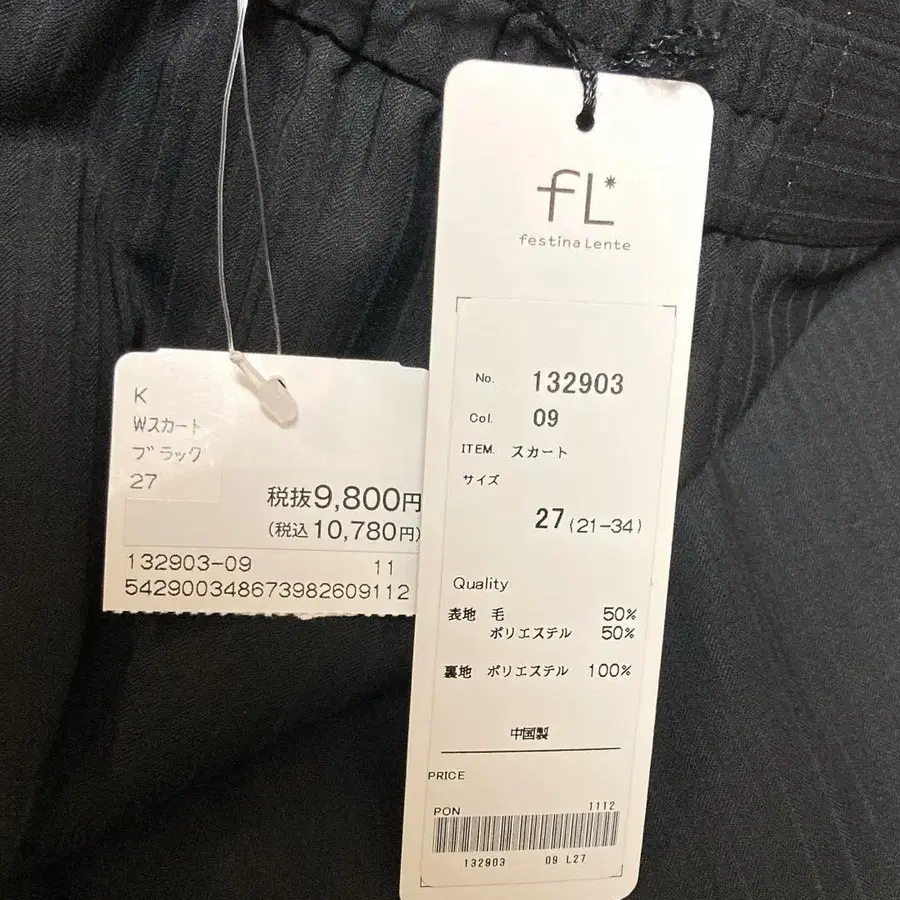 K
Wスカート
ブラック
27
税抜9,800円
(税込10,780円)
132903-09 11
542900348673982609112
fL*
festina Lente
No. 132903
Col. 09
ITEM. スカート
サイズ
27 (21-34)
Quality
表地 毛 50%
ポリエステル 50%
裏地 ポリエステル 100%
中国製
PRICE
PON 1112
132903 09 L27